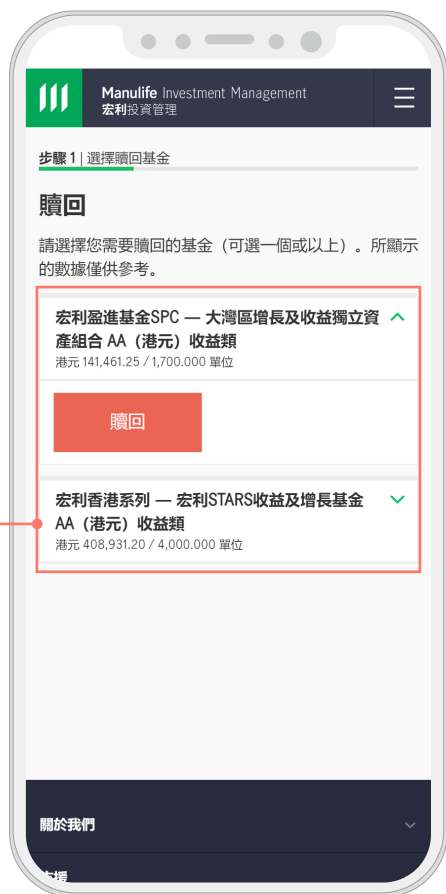 Manulife Investment Management
宏利投資管理
步驟 1 | 選擇贖回基金
贖回
請選擇您需要贖回的基金（可選一個或以上）。所顯示
的數據僅供參考。
宏利盈進基金SPC — 大灣區增長及收益獨立資
產組合 AA（港元）收益類
港元 141,461.25 / 1,700.000 單位
贖回
宏利香港系列 — 宏利STARS收益及增長基金
AA（港元）收益類
港元 408,931.20 / 4,000.000 單位
關於我們
支援